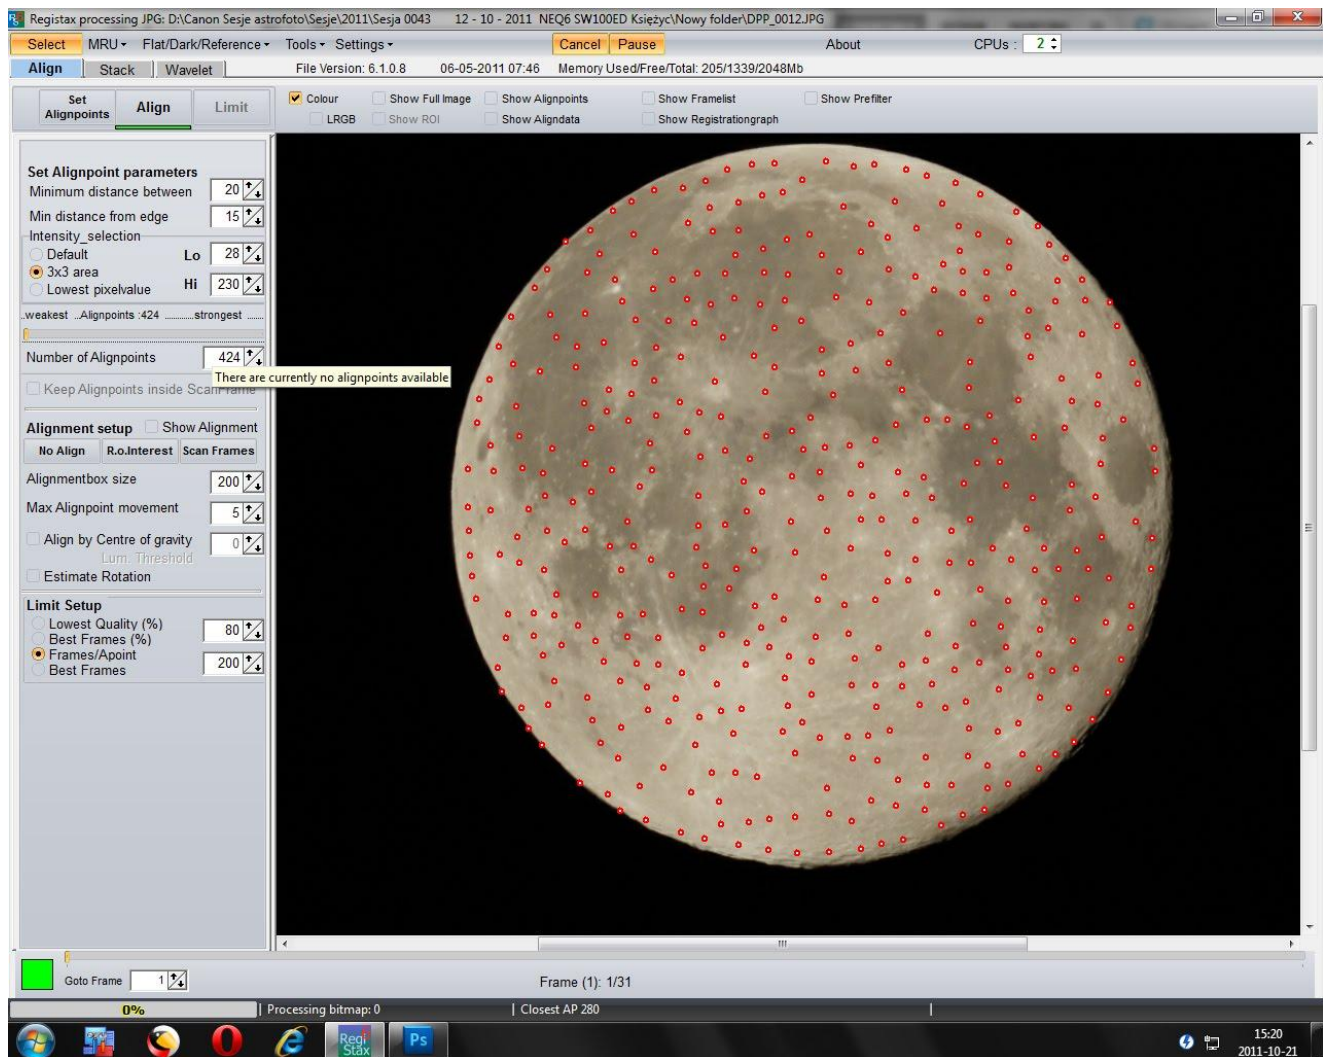 Registax processing JPG: D:\Canon Sesje astrofoto\Sesje\2011\Sesja 0043 12 - 10 - 2011 NEQ6 SW100ED Księżyc\Nowy folder\DPP_0012.JPG
Select MRU Flat/Dark/Reference Tools Settings Cancel Pause About CPUs : 2
Align Stack Wavelet File Version: 6.1.0.8 06-05-2011 07:46 Memory Used/Free/Total: 205/1339/2048Mb
Set Alignpoints Align Limit
Colour Show Full Image Show Alignpoints Show Framelist Show Prefilter
LRGB Show ROI Show Aligndata Show Registrationgraph
Set Alignpoint parameters
Minimum distance between 20
Min distance from edge 15
Intensity_selection
Default Lo 28
3x3 area
Lowest pixelvalue Hi 230
..weakest ...Alignpoints :424 ...........strongest ......
Number of Alignpoints 424
There are currently no alignpoints available
Keep Alignpoints inside ScanFrame
Alignment setup Show Alignment
No Align R.o.Interest Scan Frames
Alignmentbox size 200
Max Alignpoint movement 5
Align by Centre of gravity 0
Lum. Threshold
Estimate Rotation
Limit Setup
Lowest Quality (%)
Best Frames (%) 80
Frames/Apoint
Best Frames 200
Goto Frame 1 Frame (1): 1/31
0% Processing bitmap: 0 Closest AP 280
Regi Stax
Ps
15:20
2011-10-21